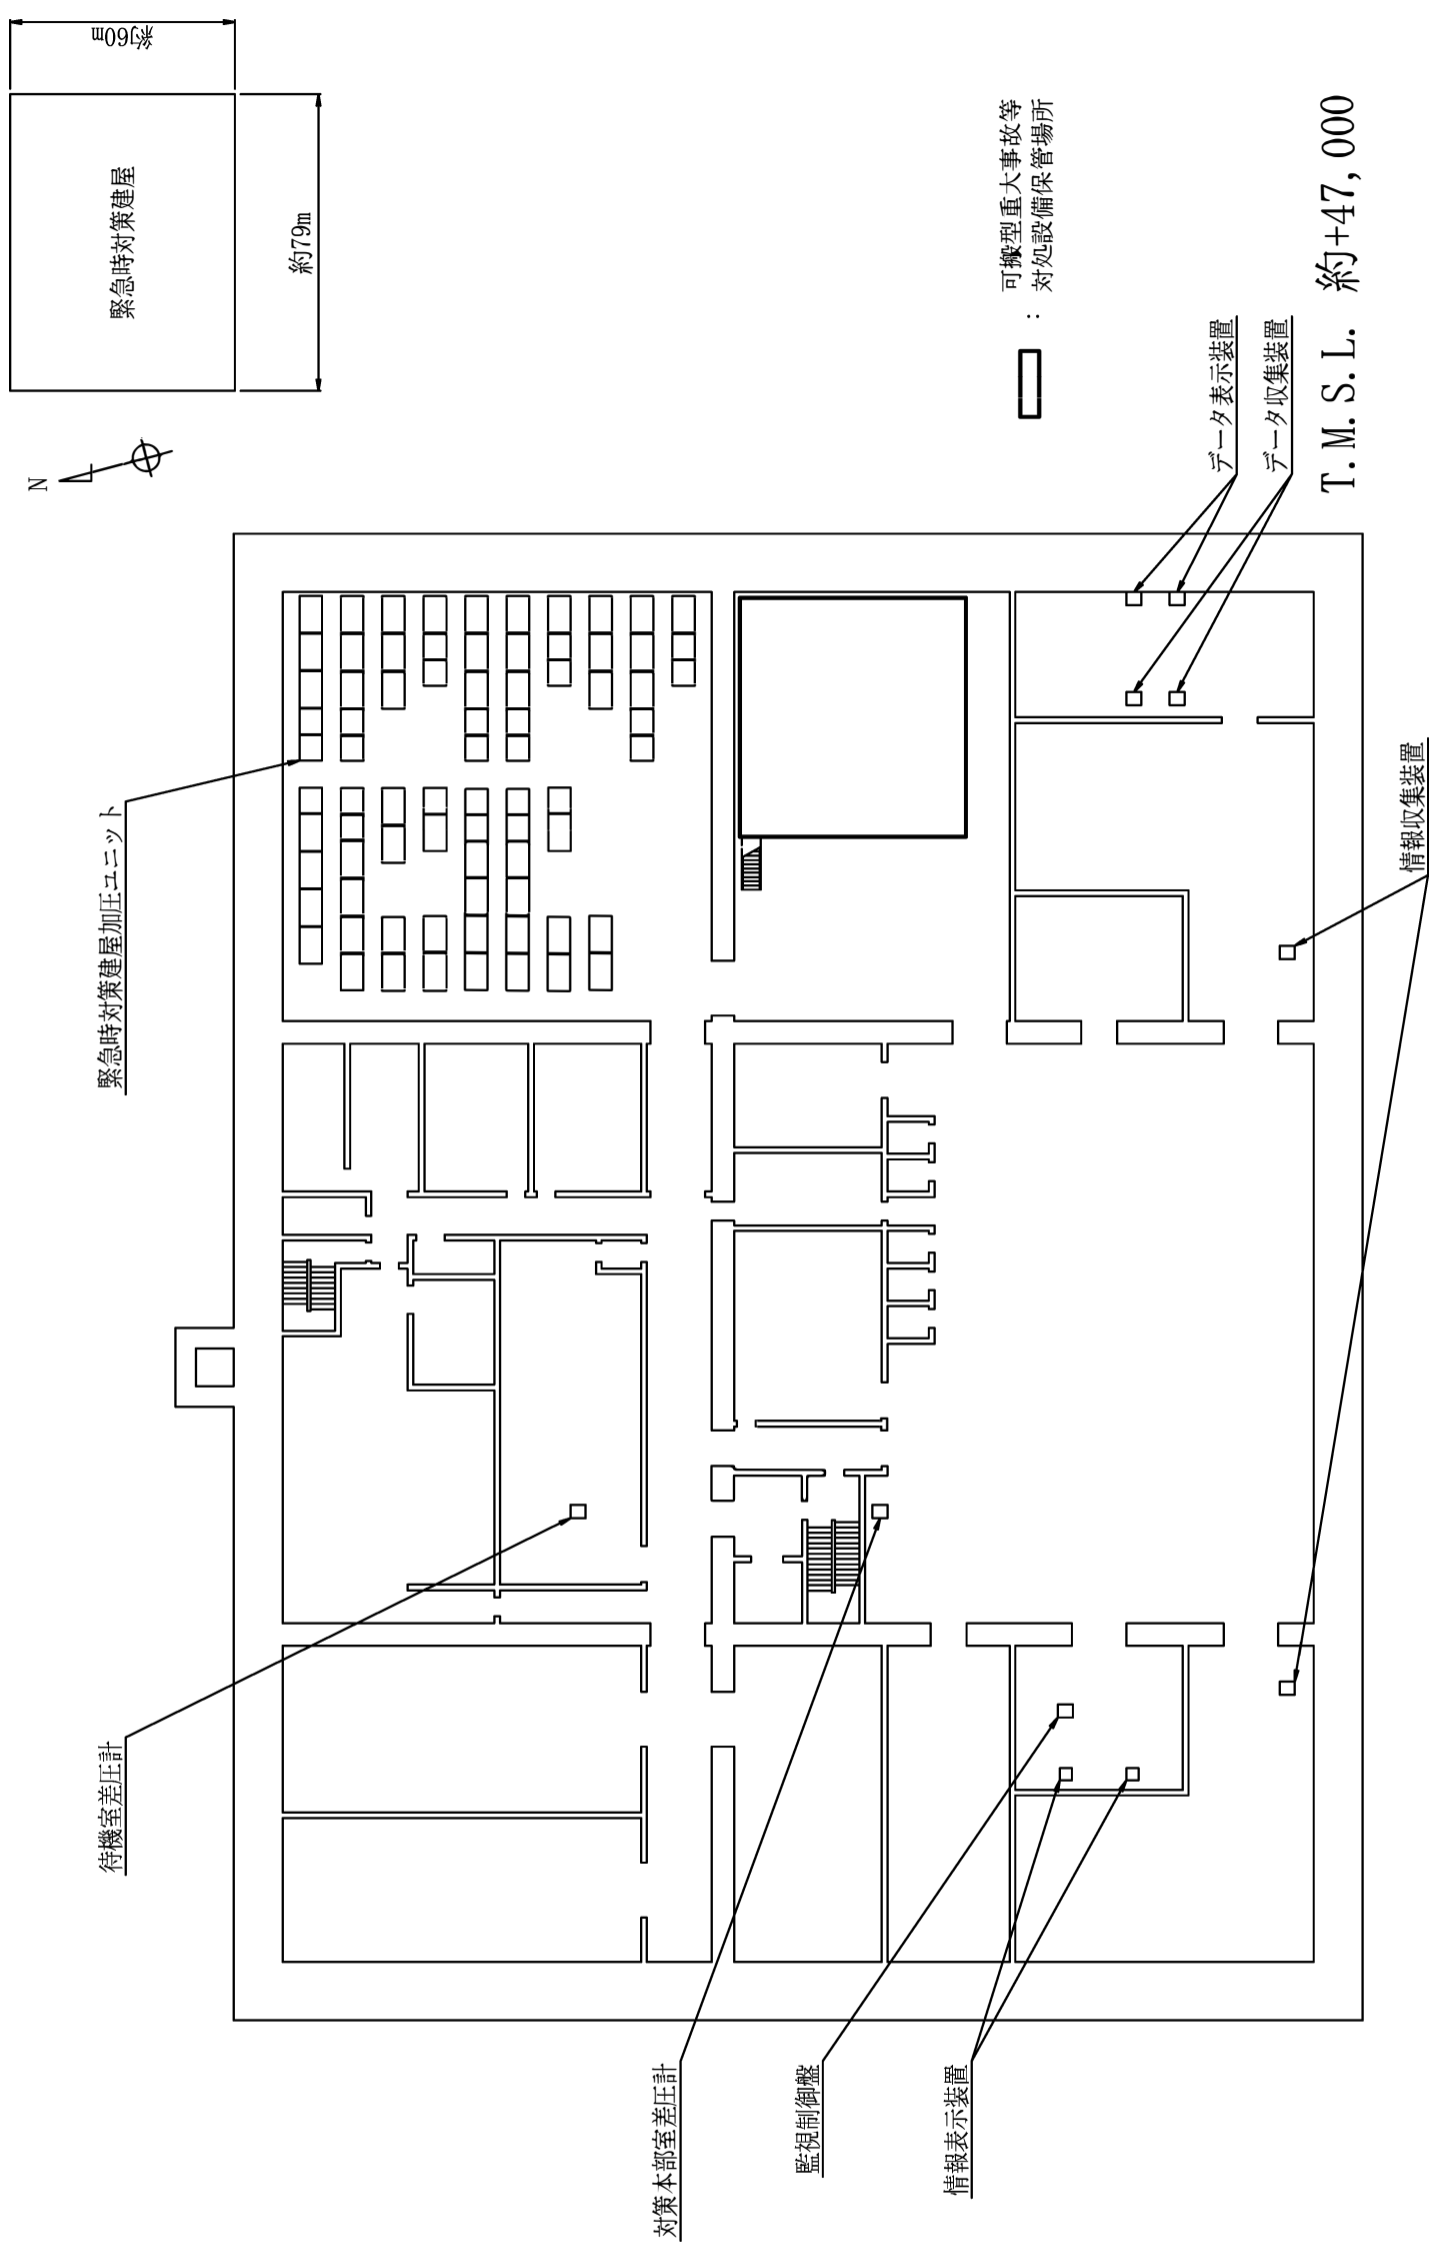 緊急時対策建屋
約60m
約79m
N
可搬型重大事故等
対処設備保管場所
:
緊急時対策建屋加圧ユニット
待機室差圧計
対策本部室差圧計
監視制御盤
情報表示装置
データ表示装置
データ収集装置
情報収集装置
T.M.S.L. 約+47,000